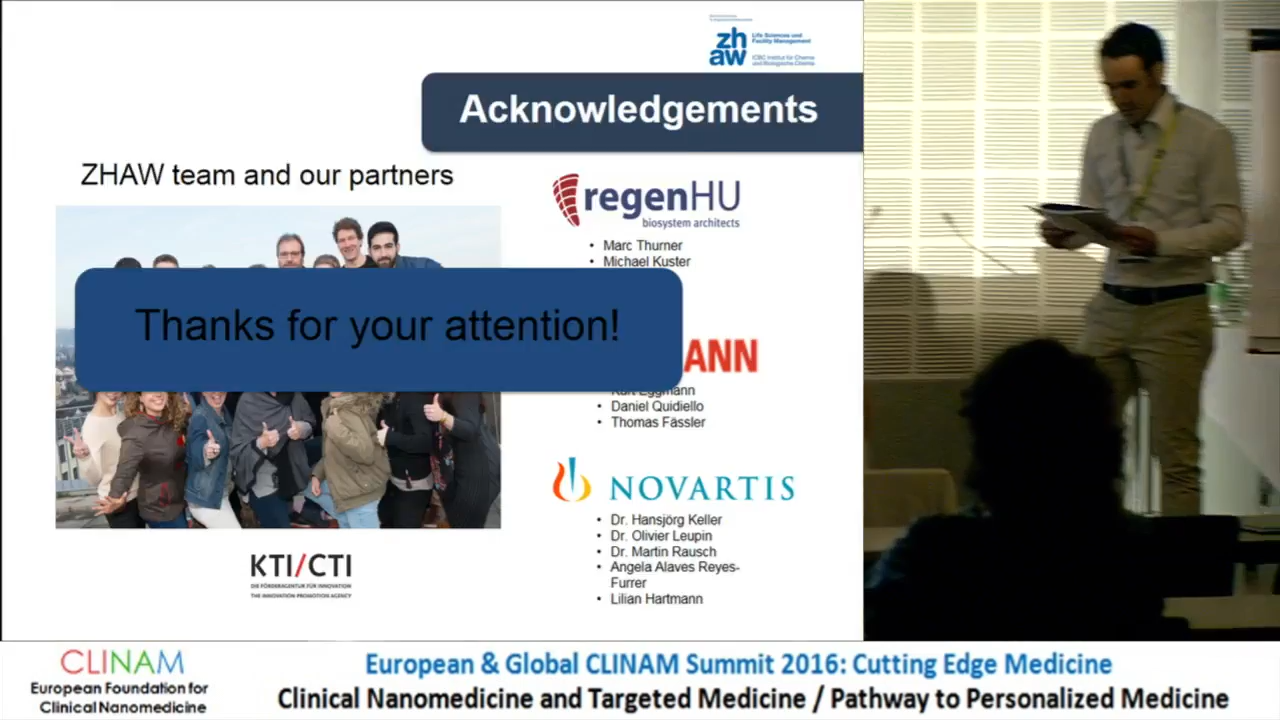 zh
aw
Life Sciences und
Facility Management
ICBC Institut für Chemie
und Biologische Chemie
Acknowledgements
ZHAW team and our partners
regenHU
biosystem architects
• Marc Thurner
• Michael Kuster
Thanks for your attention!
ANN
Kurt Eggmann
• Daniel Quidiello
• Thomas Fässler
NOVARTIS
• Dr. Hansjörg Keller
• Dr. Olivier Leupin
• Dr. Martin Rausch
• Angela Alaves Reyes-
Furrer
• Lilian Hartmann
KTI/CTI
DIE FÖRDERAGENTUR FÜR INNOVATION
THE INNOVATION PROMOTION AGENCY
CLINAM
European Foundation for
Clinical Nanomedicine
European & Global CLINAM Summit 2016: Cutting Edge Medicine
Clinical Nanomedicine and Targeted Medicine / Pathway to Personalized Medicine